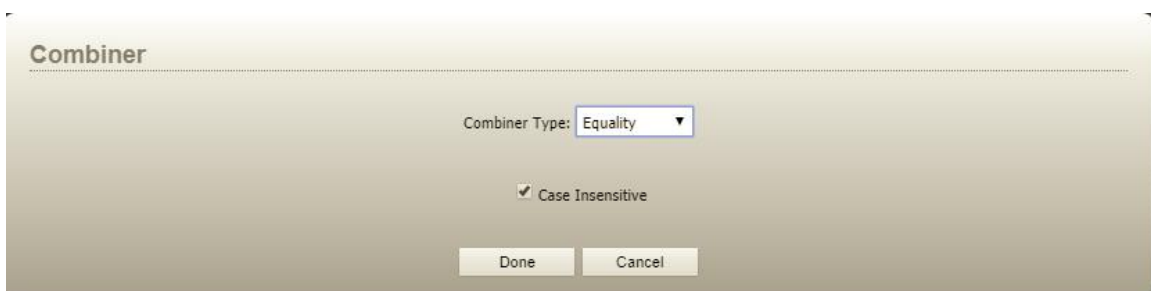 Combiner
Combiner Type: Equality
Case Insensitive
Done Cancel